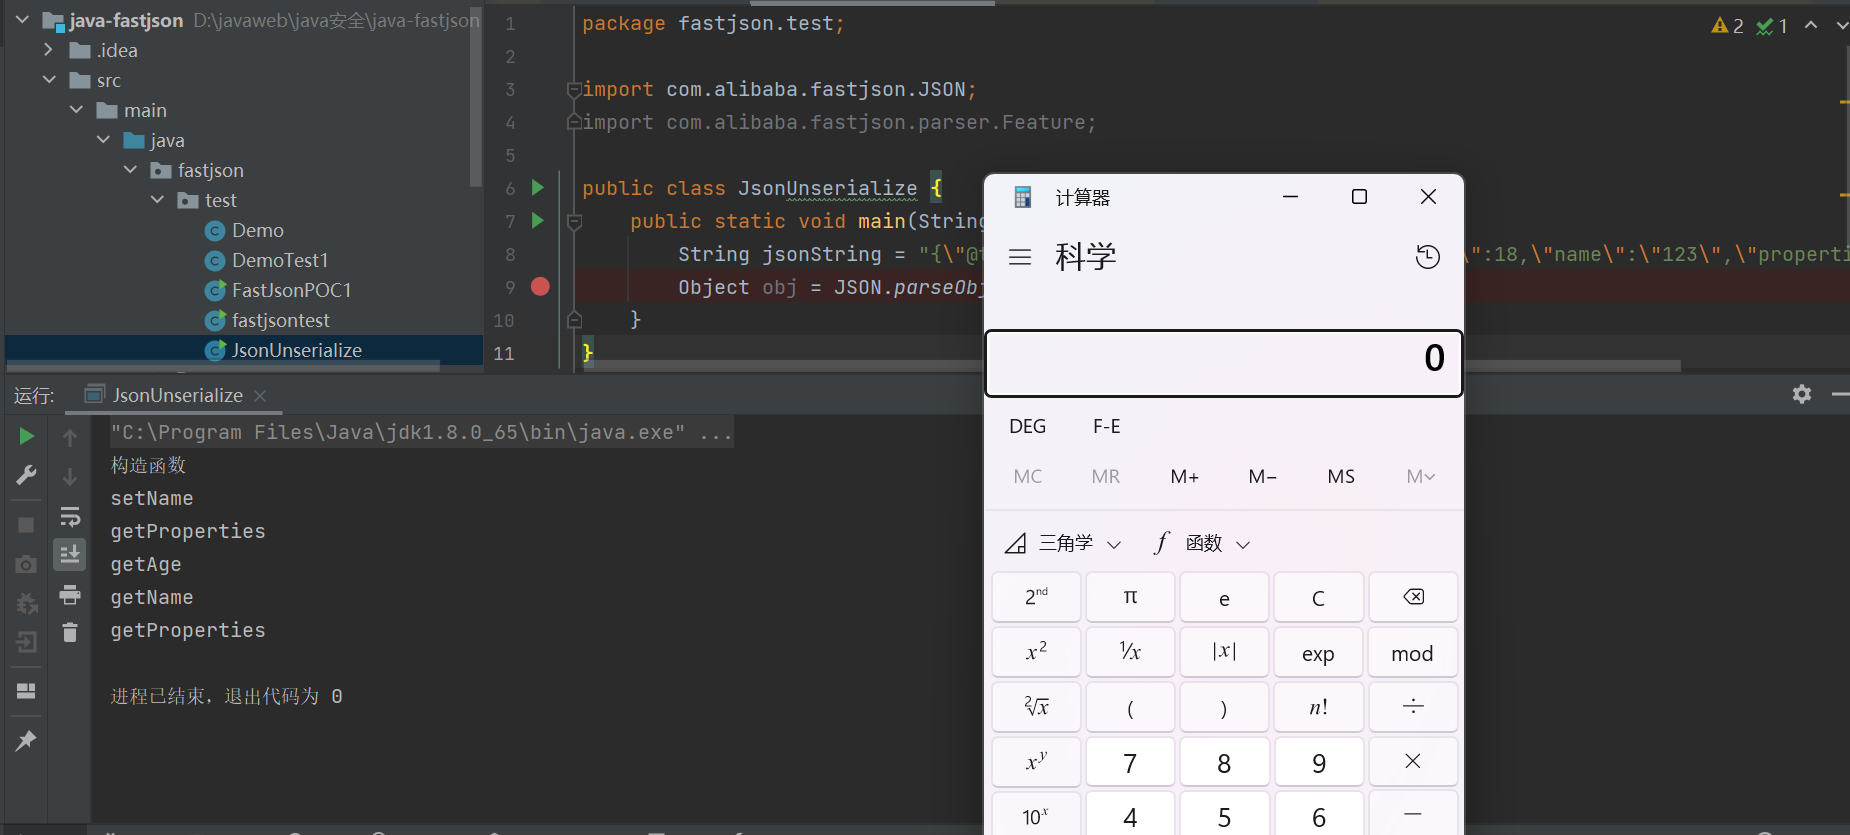 java-fastjson D:\javaweb\java安全\java-fastjson
.idea
src
main
java
fastjson
test
Demo
DemoTest1
FastJsonPOC1
fastjsontest
JsonUnserialize
1 package fastjson.test;
2
3 import com.alibaba.fastjson.JSON;
4 import com.alibaba.fastjson.parser.Feature;
5
6 public class JsonUnserialize {
7 public static void main(String
8 String jsonString = "{\"@t \":18,\"name\":\"123\",\"properti
9 Object obj = JSON.parseObj
10 }
11 }
2 1
运行: JsonUnserialize
"C:\Program Files\Java\jdk1.8.0_65\bin\java.exe" ...
构造函数
setName
getProperties
getAge
getName
getProperties
进程已结束，退出代码为 0
计算器
科学
0
DEG F-E
MC MR M+ M− MS M
三角学 f 函数
2nd π e C
x2 1/x |x| exp mod
2√x ( ) n! ÷
xy 7 8 9 ×
10x 4 5 6 −